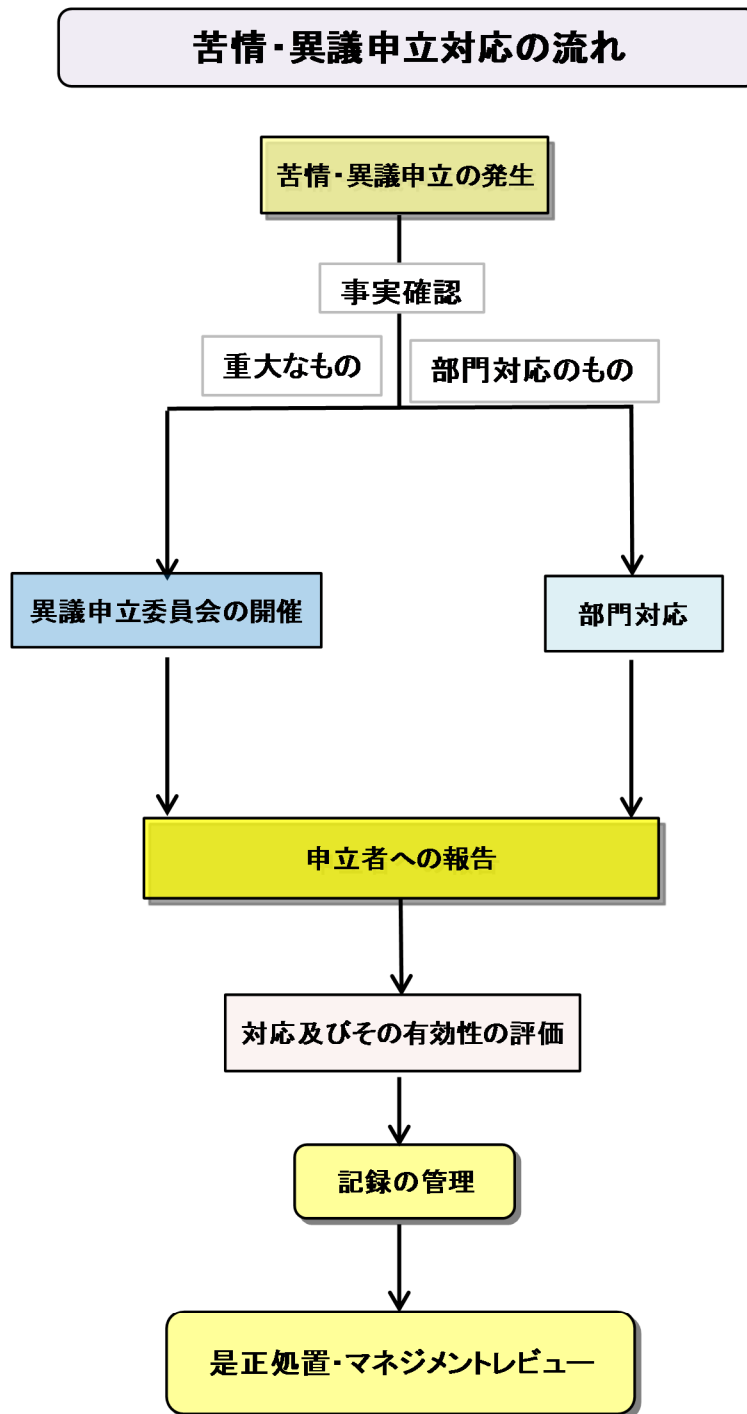 苦情・異議申立対応の流れ
苦情・異議申立の発生
事実確認
重大なもの
部門対応のもの
異議申立委員会の開催
部門対応
申立者への報告
対応及びその有効性の評価
記録の管理
是正処置・マネジメントレビュー